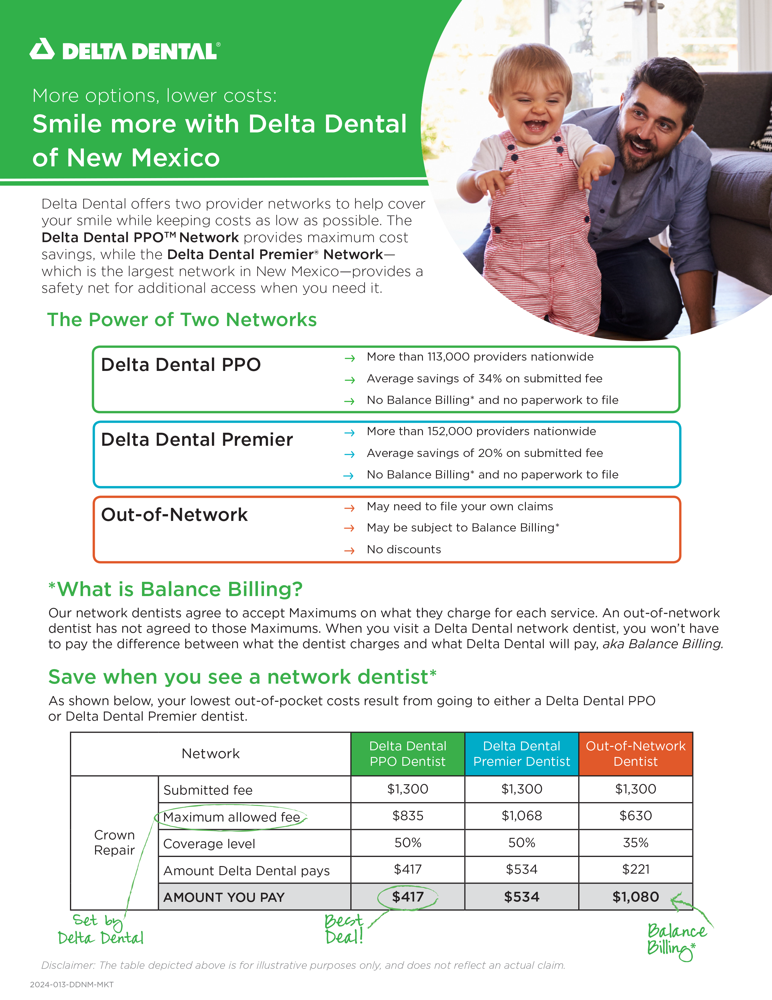 DELTA DENTAL®
More options, lower costs:
Smile more with Delta Dental
of New Mexico
Delta Dental offers two provider networks to help cover
your smile while keeping costs as low as possible. The
Delta Dental PPO™ Network provides maximum cost
savings, while the Delta Dental Premier® Network—
which is the largest network in New Mexico—provides a
safety net for additional access when you need it.
The Power of Two Networks
Delta Dental PPO
→ More than 113,000 providers nationwide
→ Average savings of 34% on submitted fee
→ No Balance Billing* and no paperwork to file
Delta Dental Premier
→ More than 152,000 providers nationwide
→ Average savings of 20% on submitted fee
→ No Balance Billing* and no paperwork to file
Out-of-Network
→ May need to file your own claims
→ May be subject to Balance Billing*
→ No discounts
*What is Balance Billing?
Our network dentists agree to accept Maximums on what they charge for each service. An out-of-network
dentist has not agreed to those Maximums. When you visit a Delta Dental network dentist, you won't have
to pay the difference between what the dentist charges and what Delta Dental will pay, aka Balance Billing.
Save when you see a network dentist*
As shown below, your lowest out-of-pocket costs result from going to either a Delta Dental PPO
or Delta Dental Premier dentist.
Network
Delta Dental
PPO Dentist
Delta Dental
Premier Dentist
Out-of-Network
Dentist
Crown
Repair
Submitted fee $1,300 $1,300 $1,300
Maximum allowed fee $835 $1,068 $630
Coverage level 50% 50% 35%
Amount Delta Dental pays $417 $534 $221
AMOUNT YOU PAY $417 $534 $1,080
Set by
Delta Dental
Best
Deal!
Balance
Billing*
Disclaimer: The table depicted above is for illustrative purposes only, and does not reflect an actual claim.
2024-013-DDNM-MKT